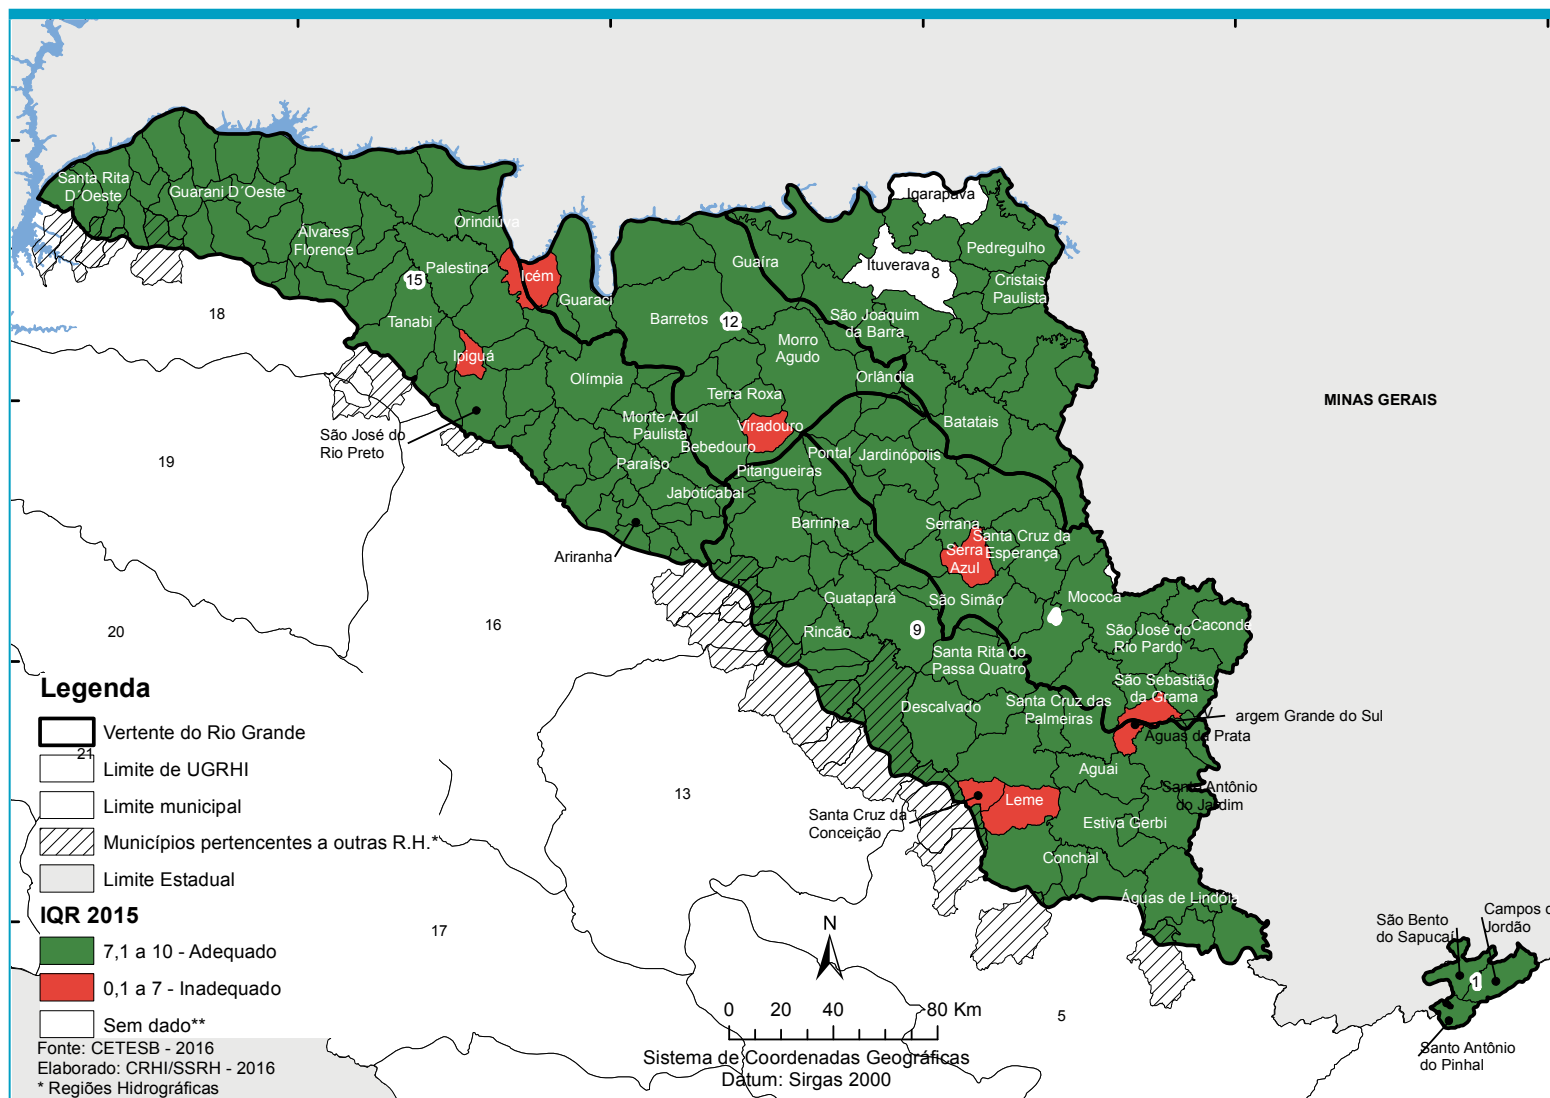 Igarapava
Santa Rita
D´Oeste
Guarani D´Oeste
Orindiúva
Álvares
Florence
Guaíra
Pedregulho
Ituverava
8
Palestina
Icém
15
Cristais
Paulista
Guaraci
18
Tanabi
Barretos
12
São Joaquim
da Barra
Morro
Agudo
Ipiguá
Olímpia
Orlândia
Terra Roxa
MINAS GERAIS
Monte Azul
Paulista
Viradouro
Batatais
São José do
Rio Preto
Bebedouro
Pontal
Jardinópolis
19
Paraíso
Pitangueiras
Jaboticabal
Barrinha
Serrana
Santa Cruz da
Esperança
Serra
Azul
Ariranha
Guatapará
São Simão
Mococa
20
16
Rincão
9
São José do
Rio Pardo
Caconde
Santa Rita do
Passa Quatro
São Sebastião
da Grama
Descalvado
Santa Cruz das
Palmeiras
argem Grande do Sul
Águas da Prata
Aguai
Santo Antônio
do Jardim
13
Leme
Santa Cruz da
Conceição
Estiva Gerbi
Conchal
Águas de Lindóia
17
5
São Bento
do Sapucaí
Campos
Jordão
1
Santo Antônio
do Pinhal
Legenda
Vertente do Rio Grande
21
Limite de UGRHI
Limite municipal
Municípios pertencentes a outras R.H.*
Limite Estadual
IQR 2015
7,1 a 10 - Adequado
0,1 a 7 - Inadequado
Sem dado**
Fonte: CETESB - 2016
Elaborado: CRHI/SSRH - 2016
* Regiões Hidrográficas
N
0 20 40 80 Km
Sistema de Coordenadas Geográficas
Datum: Sirgas 2000